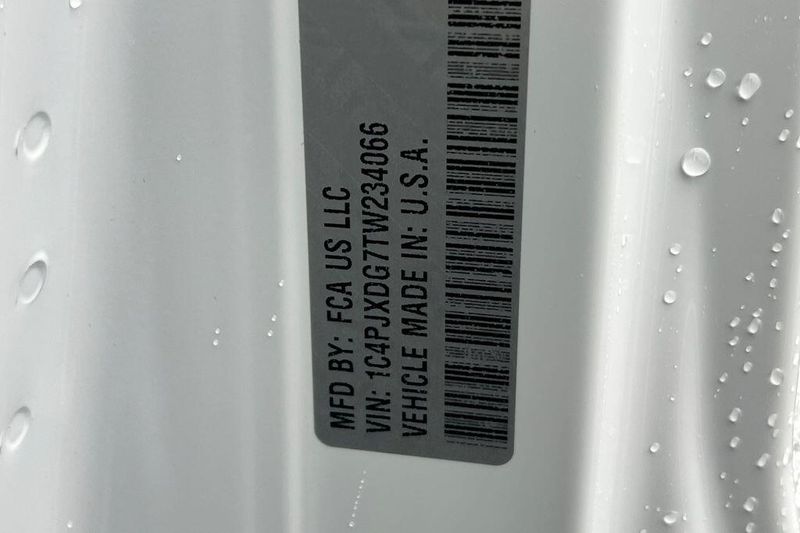 MFD BY: FCA US LLC
VIN: 1C4PJXDG7TW234066
VEHICLE MADE IN: U.S.A.